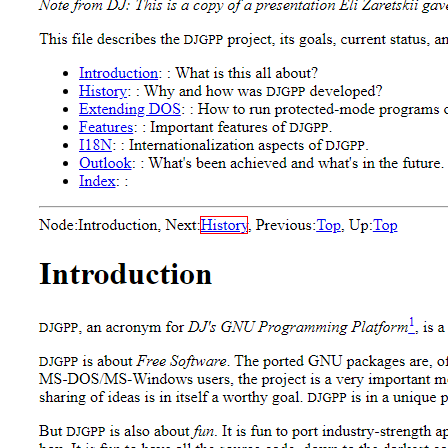 Note from DJ: This is a copy of a presentation Eli Zaretskii gave
This file describes the DJGPP project, its goals, current status, an
Introduction: : What is this all about?
History: : Why and how was DJGPP developed?
Extending DOS: : How to run protected-mode programs o
Features: : Important features of DJGPP.
I18N: : Internationalization aspects of DJGPP.
Outlook: : What's been achieved and what's in the future.
Index: :
Node:Introduction, Next:History, Previous:Top, Up:Top
Introduction
DJGPP, an acronym for DJ's GNU Programming Platform1, is a
DJGPP is about Free Software. The ported GNU packages are, of
MS-DOS/MS-Windows users, the project is a very important m
sharing of ideas is in itself a worthy goal. DJGPP is in a unique p
But DJGPP is also about fun. It is fun to port industry-strength a